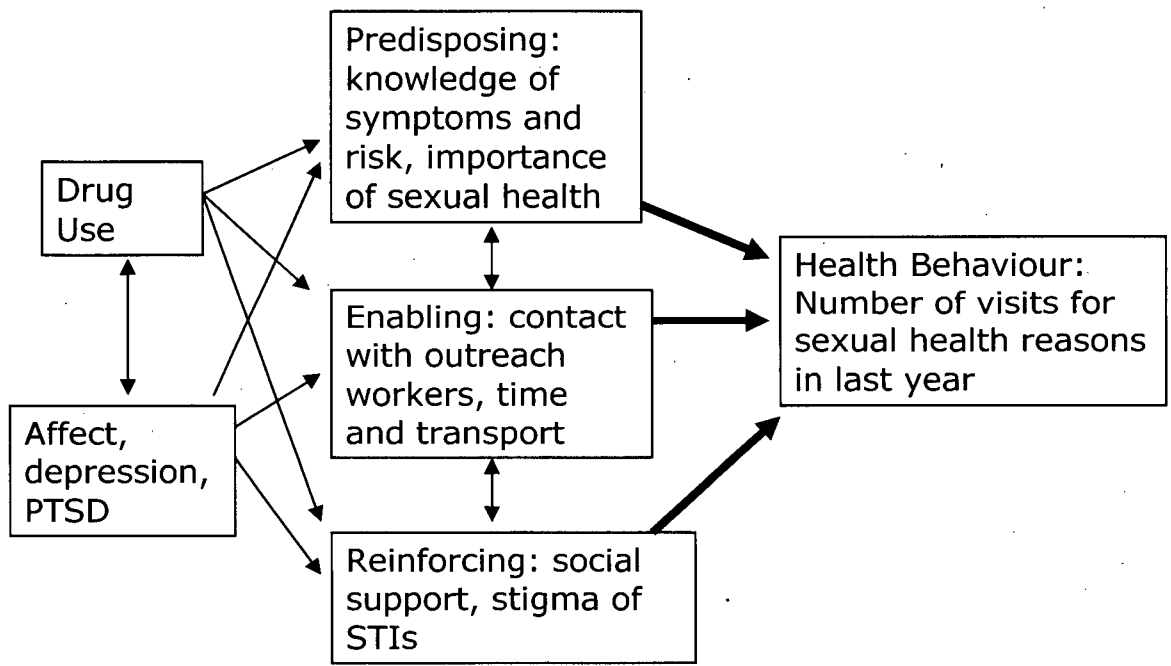 Predisposing:
knowledge of
symptoms and
risk, importance
of sexual health
Drug
Use
Health Behaviour:
Number of visits for
sexual health reasons
in last year
Enabling: contact
with outreach
workers, time
and transport
Affect,
depression,
PTSD
Reinforcing: social
support, stigma of
STIs